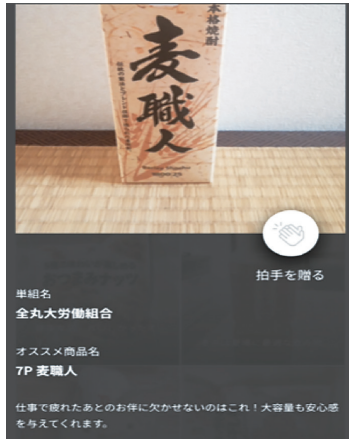 本格焼酎
麦職人
拍手を贈る
単組名
全丸大労働組合
オススメ商品名
7P 麦職人
仕事で疲れたあとのお伴に欠かせないのはこれ！大容量も安心感
を与えてくれます。